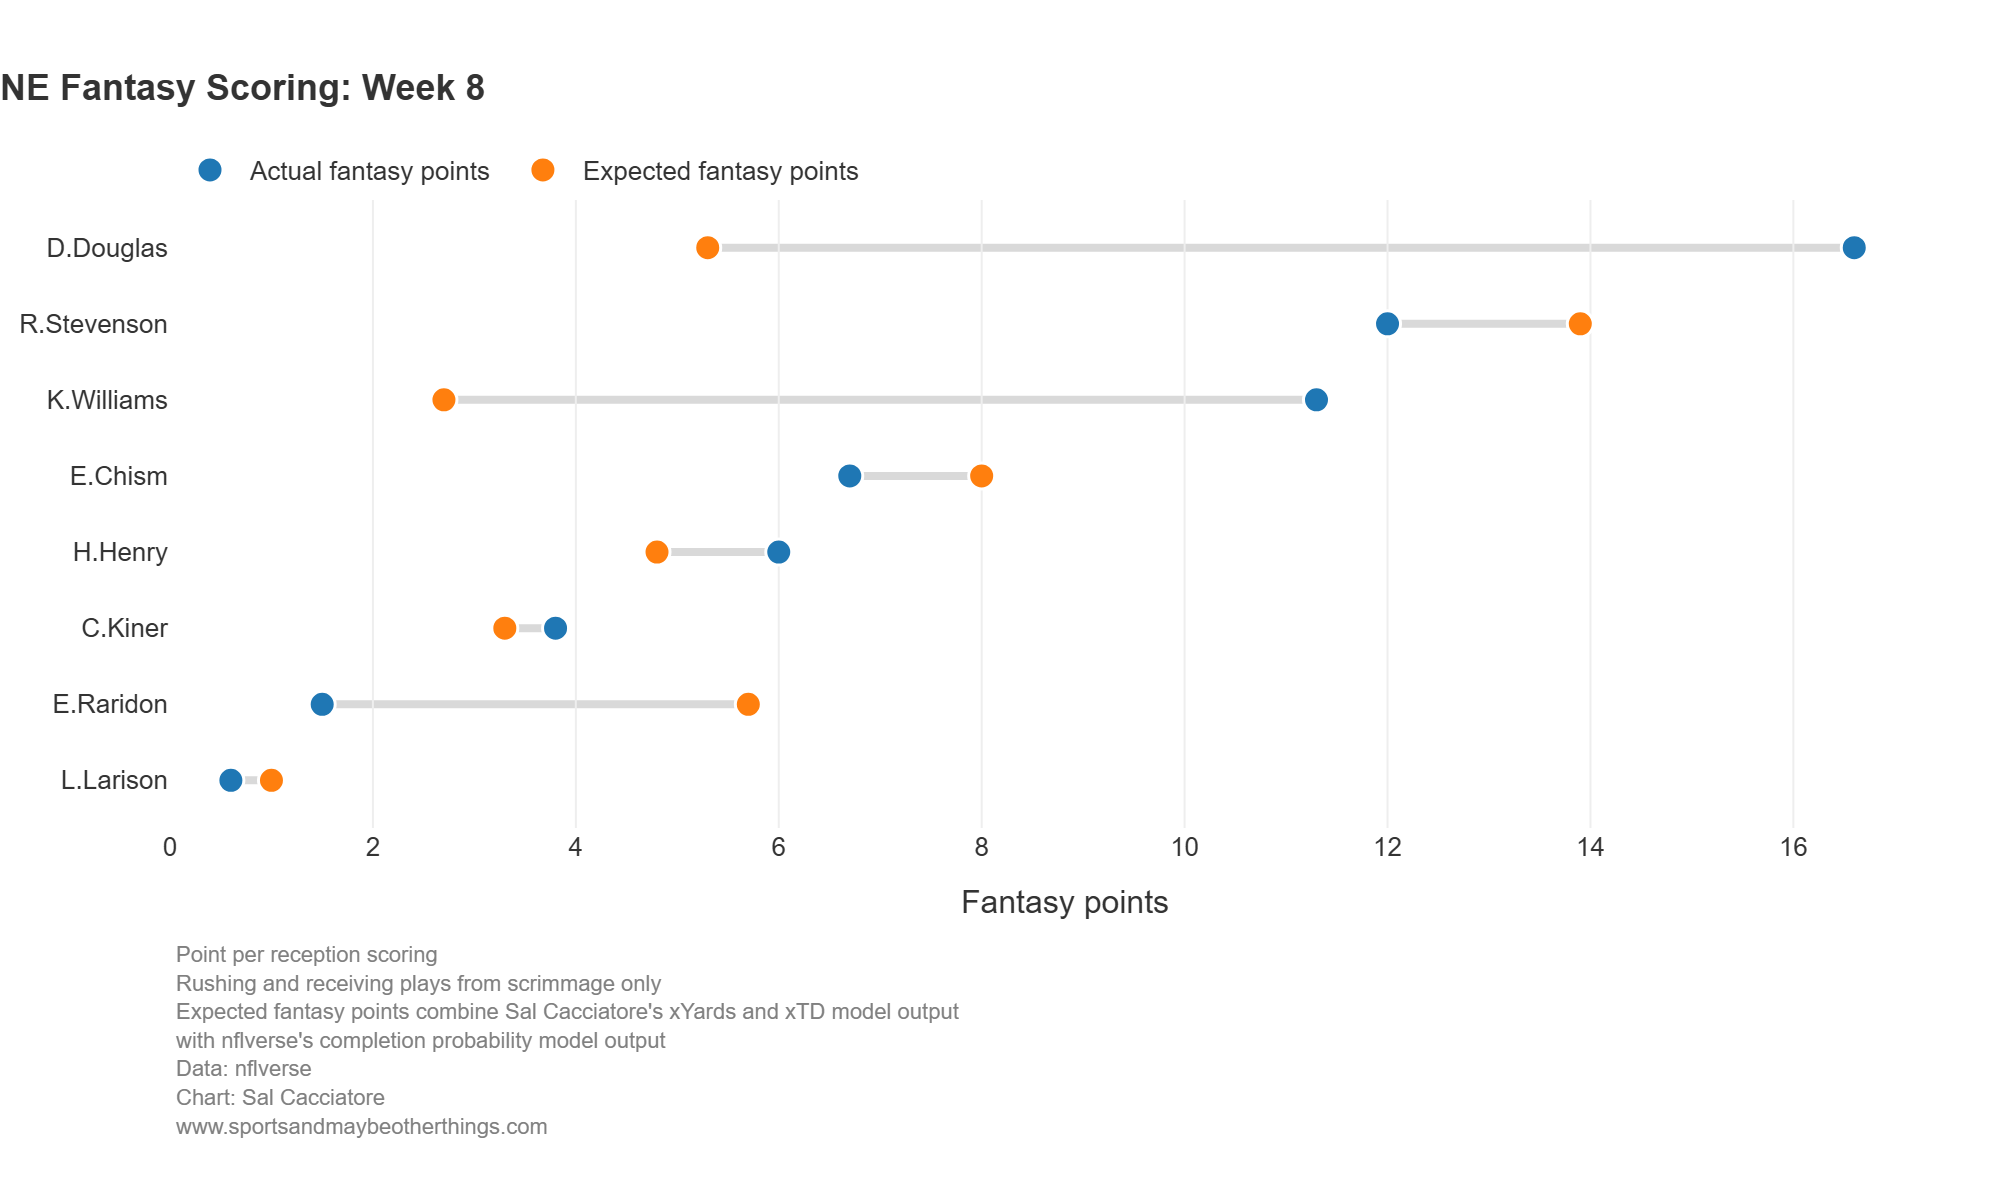 NE Fantasy Scoring: Week 8
Actual fantasy points Expected fantasy points
D.Douglas
R.Stevenson
K.Williams
E.Chism
H.Henry
C.Kiner
E.Raridon
L.Larison
0 2 4 6 8 10 12 14 16
Fantasy points
Point per reception scoring
Rushing and receiving plays from scrimmage only
Expected fantasy points combine Sal Cacciatore's xYards and xTD model output
with nflverse's completion probability model output
Data: nflverse
Chart: Sal Cacciatore
www.sportsandmaybeotherthings.com